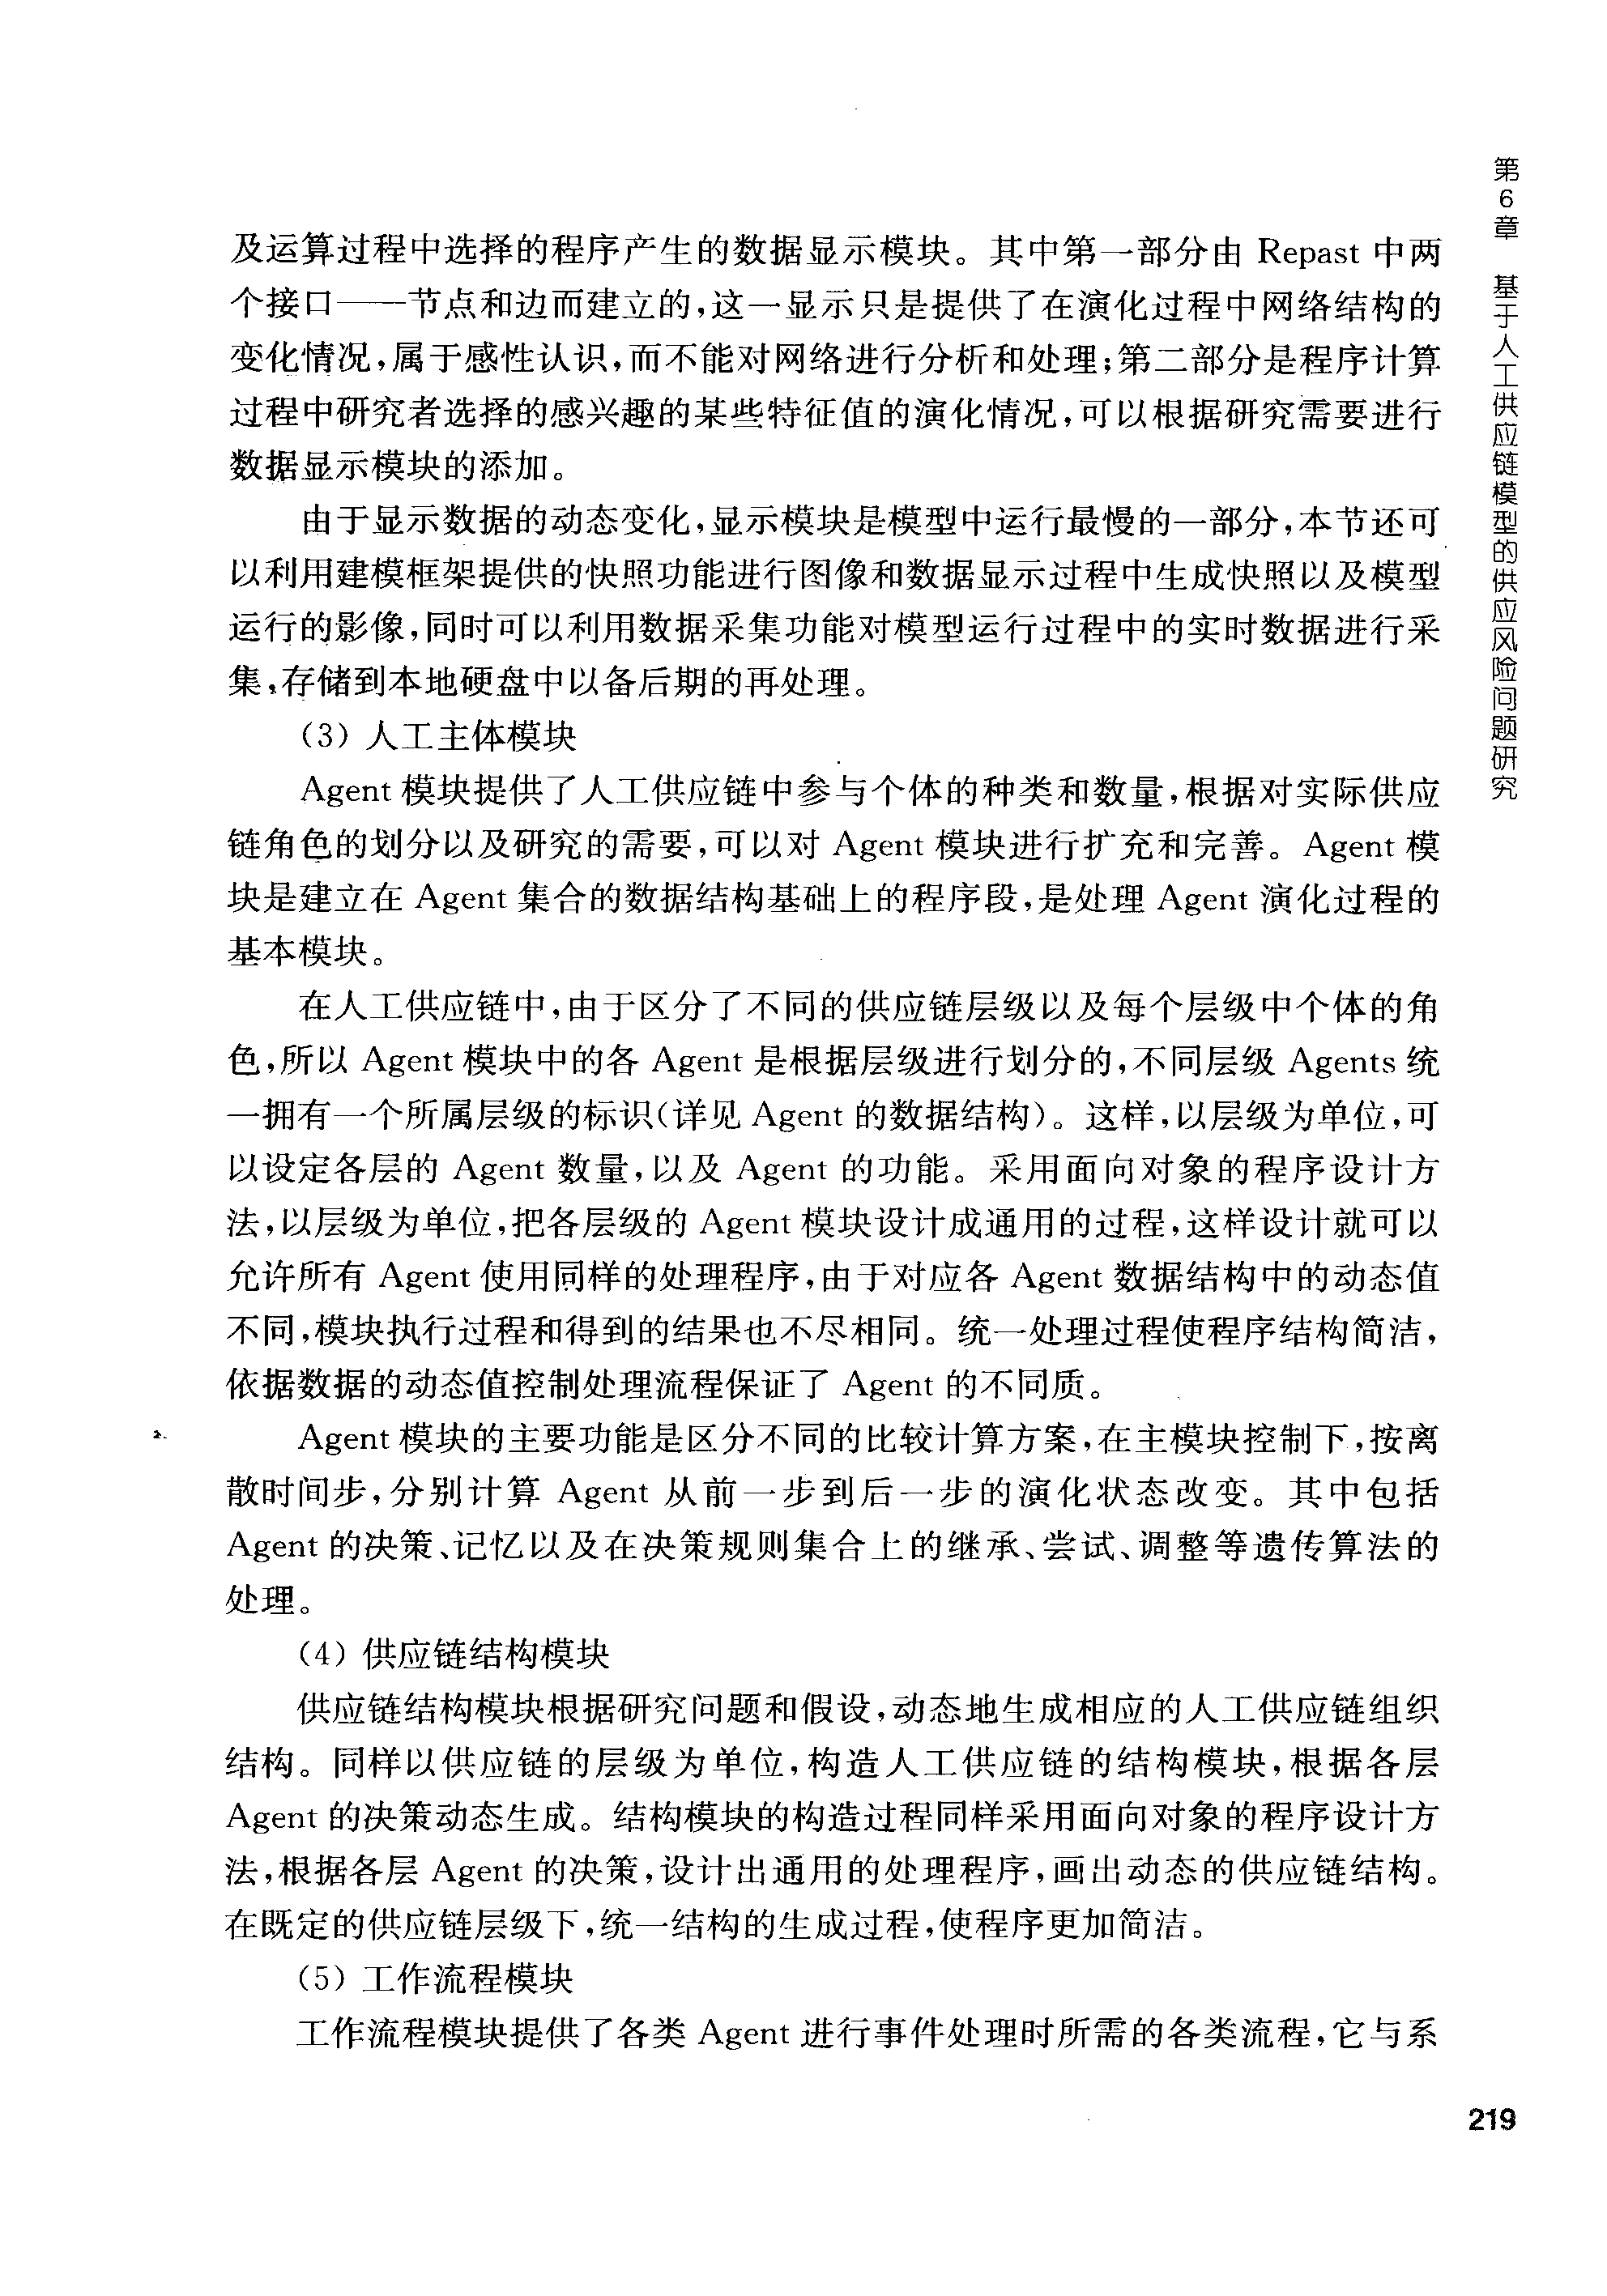 及运算过程中选择的程序产生的数据显示模块。其中第一部分由 Repast 中两
个接口——节点和边而建立的,这一显示只是提供了在演化过程中网络结构的
变化情况,属于感性认识,而不能对网络进行分析和处理;第二部分是程序计算
过程中研究者选择的感兴趣的某些特征值的演化情况,可以根据研究需要进行
数据显示模块的添加。
由于显示数据的动态变化,显示模块是模型中运行最慢的一部分,本节还可
以利用建模框架提供的快照功能进行图像和数据显示过程中生成快照以及模型
运行的影像,同时可以利用数据采集功能对模型运行过程中的实时数据进行采
集,存储到本地硬盘中以备后期的再处理。
(3) 人工主体模块
Agent 模块提供了人工供应链中参与个体的种类和数量,根据对实际供应
链角色的划分以及研究的需要,可以对 Agent 模块进行扩充和完善。Agent 模
块是建立在 Agent 集合的数据结构基础上的程序段,是处理 Agent 演化过程的
基本模块。
在人工供应链中,由于区分了不同的供应链层级以及每个层级中个体的角
色,所以 Agent 模块中的各 Agent 是根据层级进行划分的,不同层级 Agents 统
一拥有一个所属层级的标识(详见 Agent 的数据结构)。这样,以层级为单位,可
以设定各层的 Agent 数量,以及 Agent 的功能。采用面向对象的程序设计方
法,以层级为单位,把各层级的 Agent 模块设计成通用的过程,这样设计就可以
允许所有 Agent 使用同样的处理程序,由于对应各 Agent 数据结构中的动态值
不同,模块执行过程和得到的结果也不尽相同。统一处理过程使程序结构简洁,
依据数据的动态值控制处理流程保证了 Agent 的不同质。
Agent 模块的主要功能是区分不同的比较计算方案,在主模块控制下,按离
散时间步,分别计算 Agent 从前一步到后一步的演化状态改变。其中包括
Agent 的决策、记忆以及在决策规则集合上的继承、尝试、调整等遗传算法的
处理。
(4) 供应链结构模块
供应链结构模块根据研究问题和假设,动态地生成相应的人工供应链组织
结构。同样以供应链的层级为单位,构造人工供应链的结构模块,根据各层
Agent 的决策动态生成。结构模块的构造过程同样采用面向对象的程序设计方
法,根据各层 Agent 的决策,设计出通用的处理程序,画出动态的供应链结构。
在既定的供应链层级下,统一结构的生成过程,使程序更加简洁。
(5) 工作流程模块
工作流程模块提供了各类 Agent 进行事件处理时所需的各类流程,它与系
第6章 基于人工供应链模型的供应风险问题研究
219